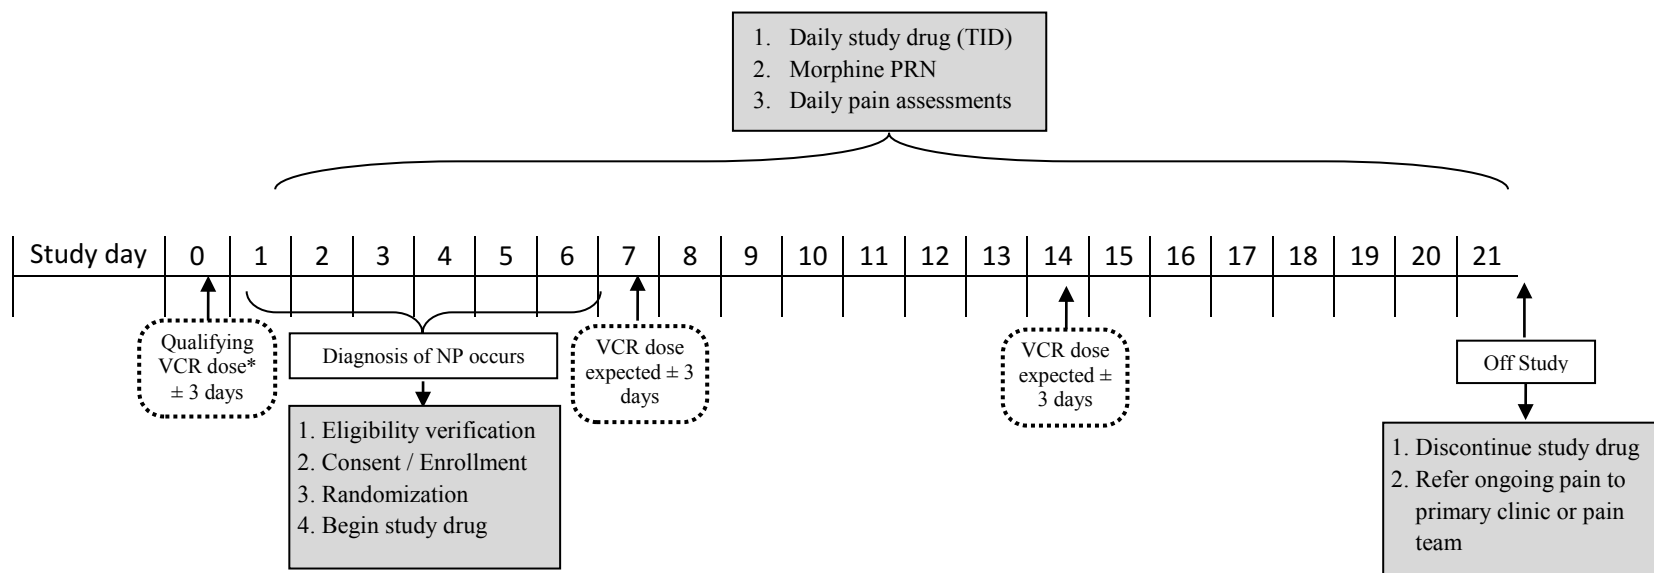 1. Daily study drug (TID)
2. Morphine PRN
3. Daily pain assessments
Study day 0 1 2 3 4 5 6 7 8 9 10 11 12 13 14 15 16 17 18 19 20 21
Qualifying
VCR dose*
± 3 days
Diagnosis of NP occurs
1. Eligibility verification
2. Consent / Enrollment
3. Randomization
4. Begin study drug
VCR dose
expected ± 3
days
VCR dose
expected ±
3 days
Off Study
1. Discontinue study drug
2. Refer ongoing pain to
primary clinic or pain
team